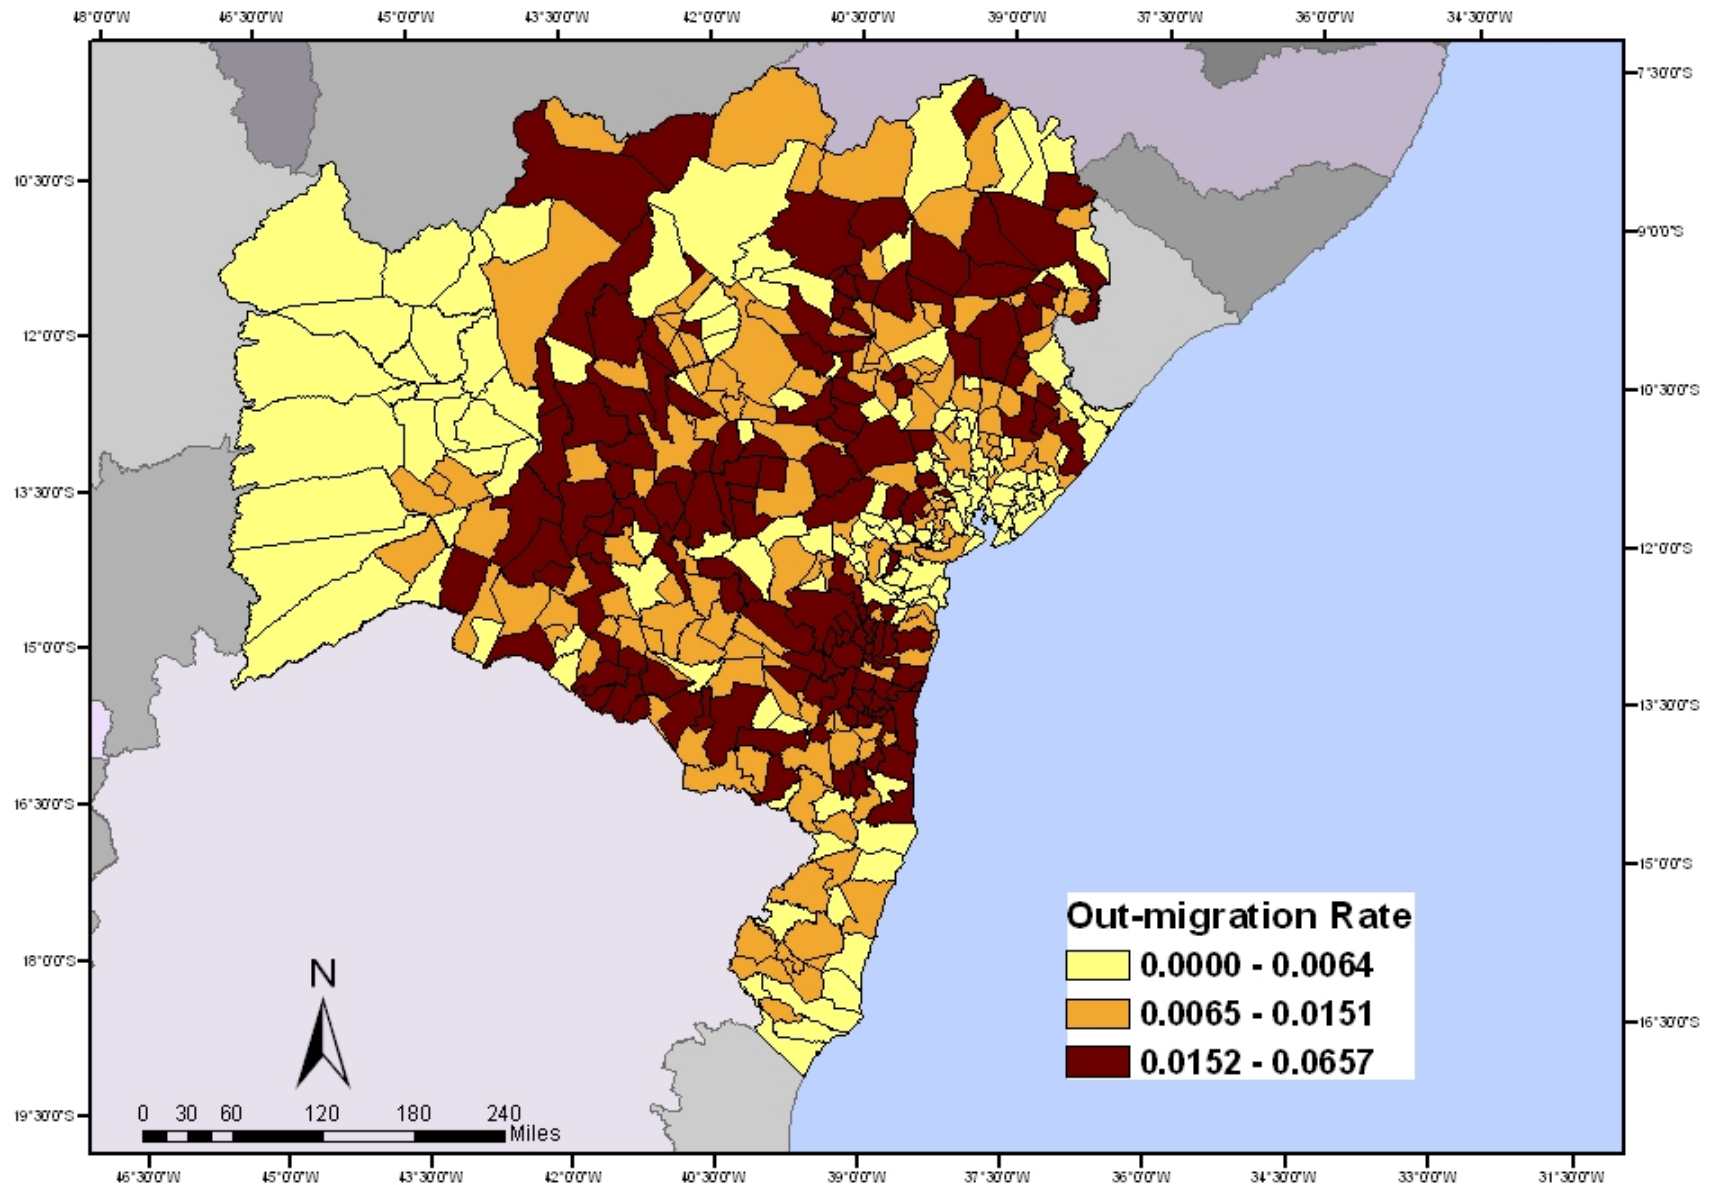 48°0'0"W 46°30'0"W 45°0'0"W 43°30'0"W 42°0'0"W 40°30'0"W 39°0'0"W 37°30'0"W 36°0'0"W 34°30'0"W
7°30'0"S
10°30'0"S
9°0'0"S
12°0'0"S
10°30'0"S
13°30'0"S
12°0'0"S
15°0'0"S
13°30'0"S
16°30'0"S
15°0'0"S
Out-migration Rate
0.0000 - 0.0064
0.0065 - 0.0151
0.0152 - 0.0657
18°0'0"S
N
16°30'0"S
0 30 60 120 180 240
Miles
19°30'0"S
46°30'0"W 45°0'0"W 43°30'0"W 42°0'0"W 40°30'0"W 39°0'0"W 37°30'0"W 36°0'0"W 34°30'0"W 33°0'0"W 31°30'0"W